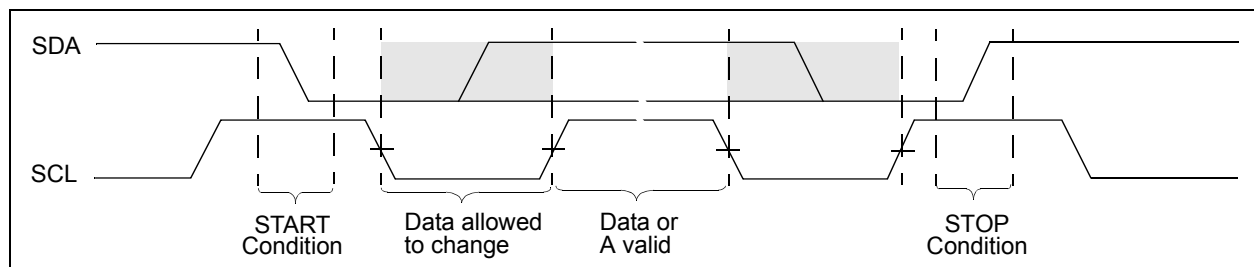 SDA
SCL
START
Condition
Data allowed
to change
Data or
A valid
STOP
Condition